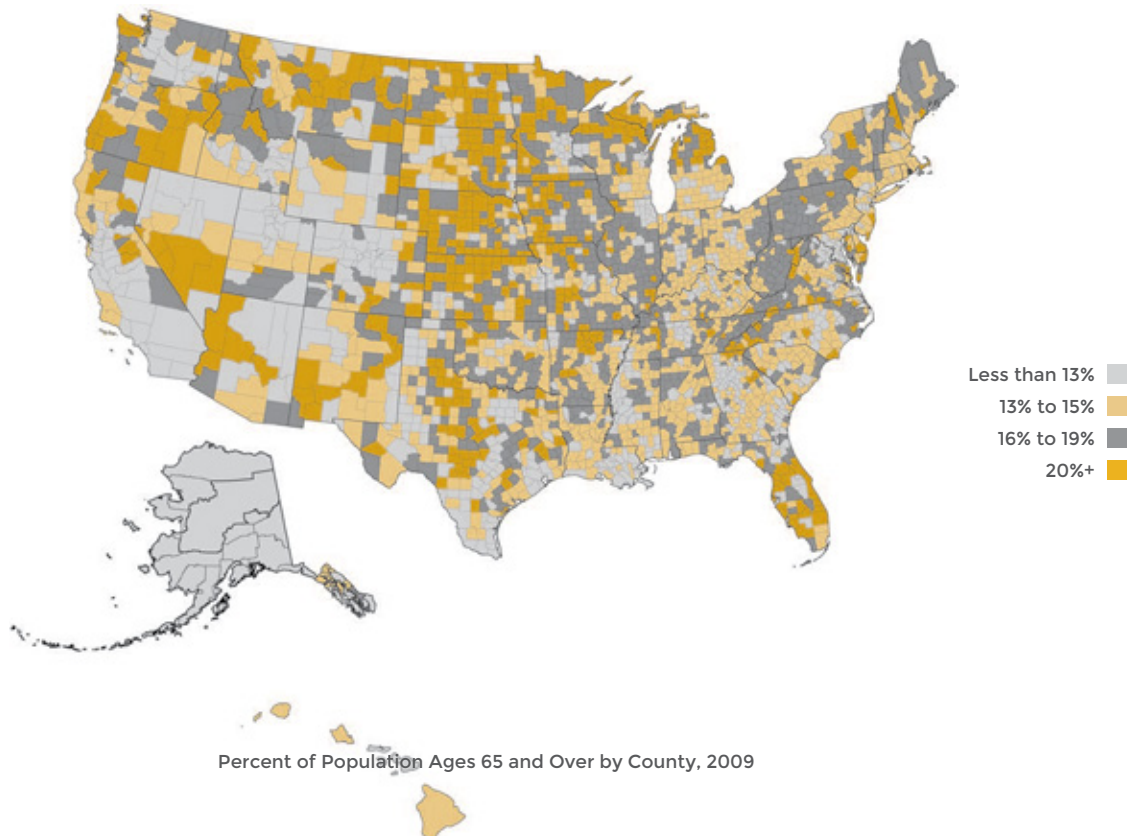 Less than 13%
13% to 15%
16% to 19%
20%+
Percent of Population Ages 65 and Over by County, 2009